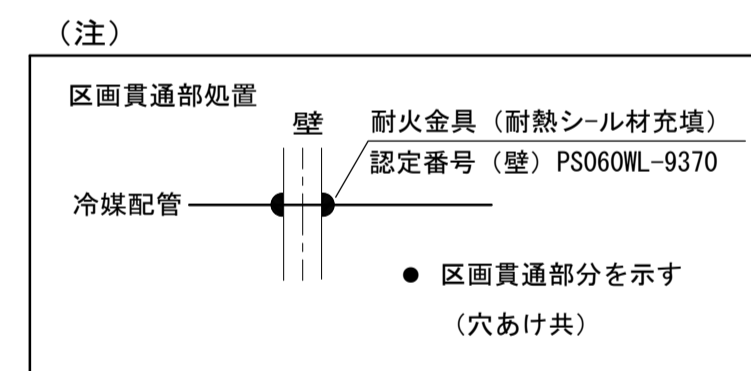 （注）
区画貫通部処置
壁
耐火金具（耐熱シール材充填）
認定番号（壁）PS060WL-9370
冷媒配管
● 区画貫通部分を示す
（穴あけ共）